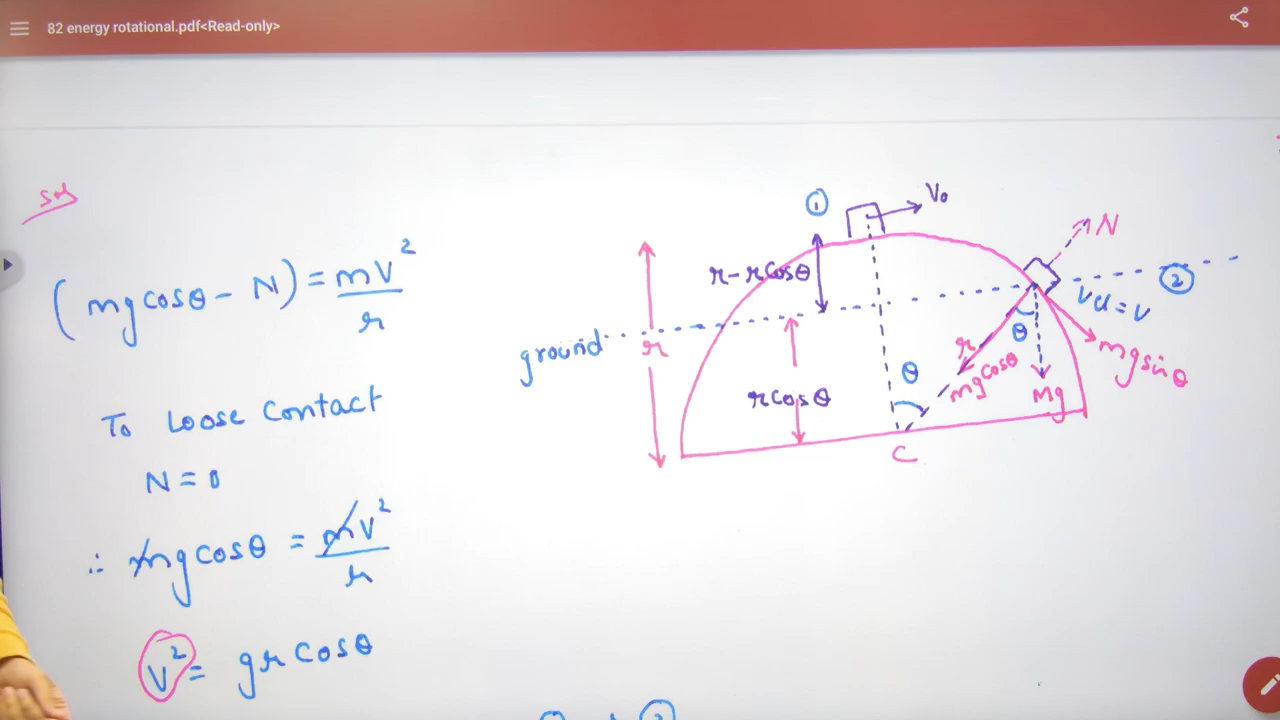 82 energy rotational.pdf<Read-only>
Sol
(mg cosθ - N) = mv²/r
To Loose Contact
N = 0
∴ mg cosθ = mv²/r
v² = gr cosθ
① V₀
N
r - r cosθ
②
ground
r
θ
r
θ
mg cosθ
Mg
mg sinθ
r cosθ
C